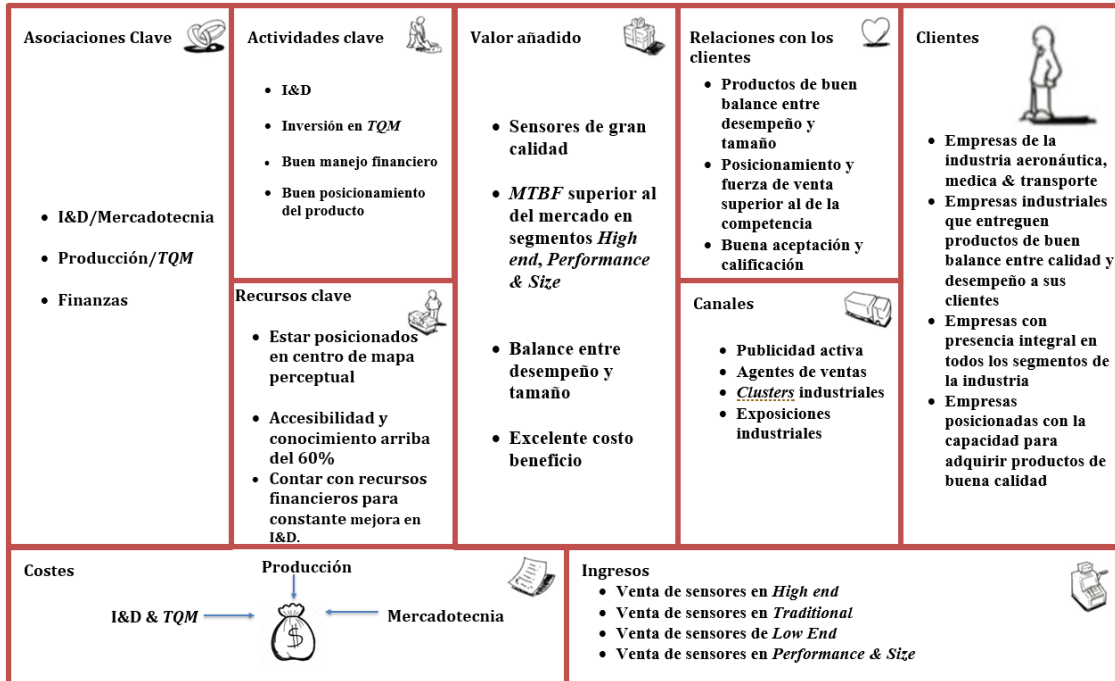 Asociaciones Clave
• I&D/Mercadotecnia
• Producción/TQM
• Finanzas
Actividades clave
• I&D
• Inversión en TQM
• Buen manejo financiero
• Buen posicionamiento
del producto
Recursos clave
• Estar posicionados
en centro de mapa
perceptual
• Accesibilidad y
conocimiento arriba
del 60%
• Contar con recursos
financieros para
constante mejora en
I&D.
Valor añadido
• Sensores de gran
calidad
• MTBF superior al
del mercado en
segmentos High
end, Performance
& Size
• Balance entre
desempeño y
tamaño
• Excelente costo
beneficio
Relaciones con los
clientes
• Productos de buen
balance entre
desempeño y
tamaño
• Posicionamiento y
fuerza de venta
superior al de la
competencia
• Buena aceptación y
calificación
Canales
• Publicidad activa
• Agentes de ventas
• Clusters industriales
• Exposiciones
industriales
Clientes
• Empresas de la
industria aeronáutica,
medica & transporte
• Empresas industriales
que entreguen
productos de buen
balance entre calidad y
desempeño a sus
clientes
• Empresas con
presencia integral en
todos los segmentos de
la industria
• Empresas
posicionadas con la
capacidad para
adquirir productos de
buena calidad
Costes
Producción
I&D & TQM
$
Mercadotecnia
Ingresos
• Venta de sensores en High end
• Venta de sensores en Traditional
• Venta de sensores de Low End
• Venta de sensores en Performance & Size